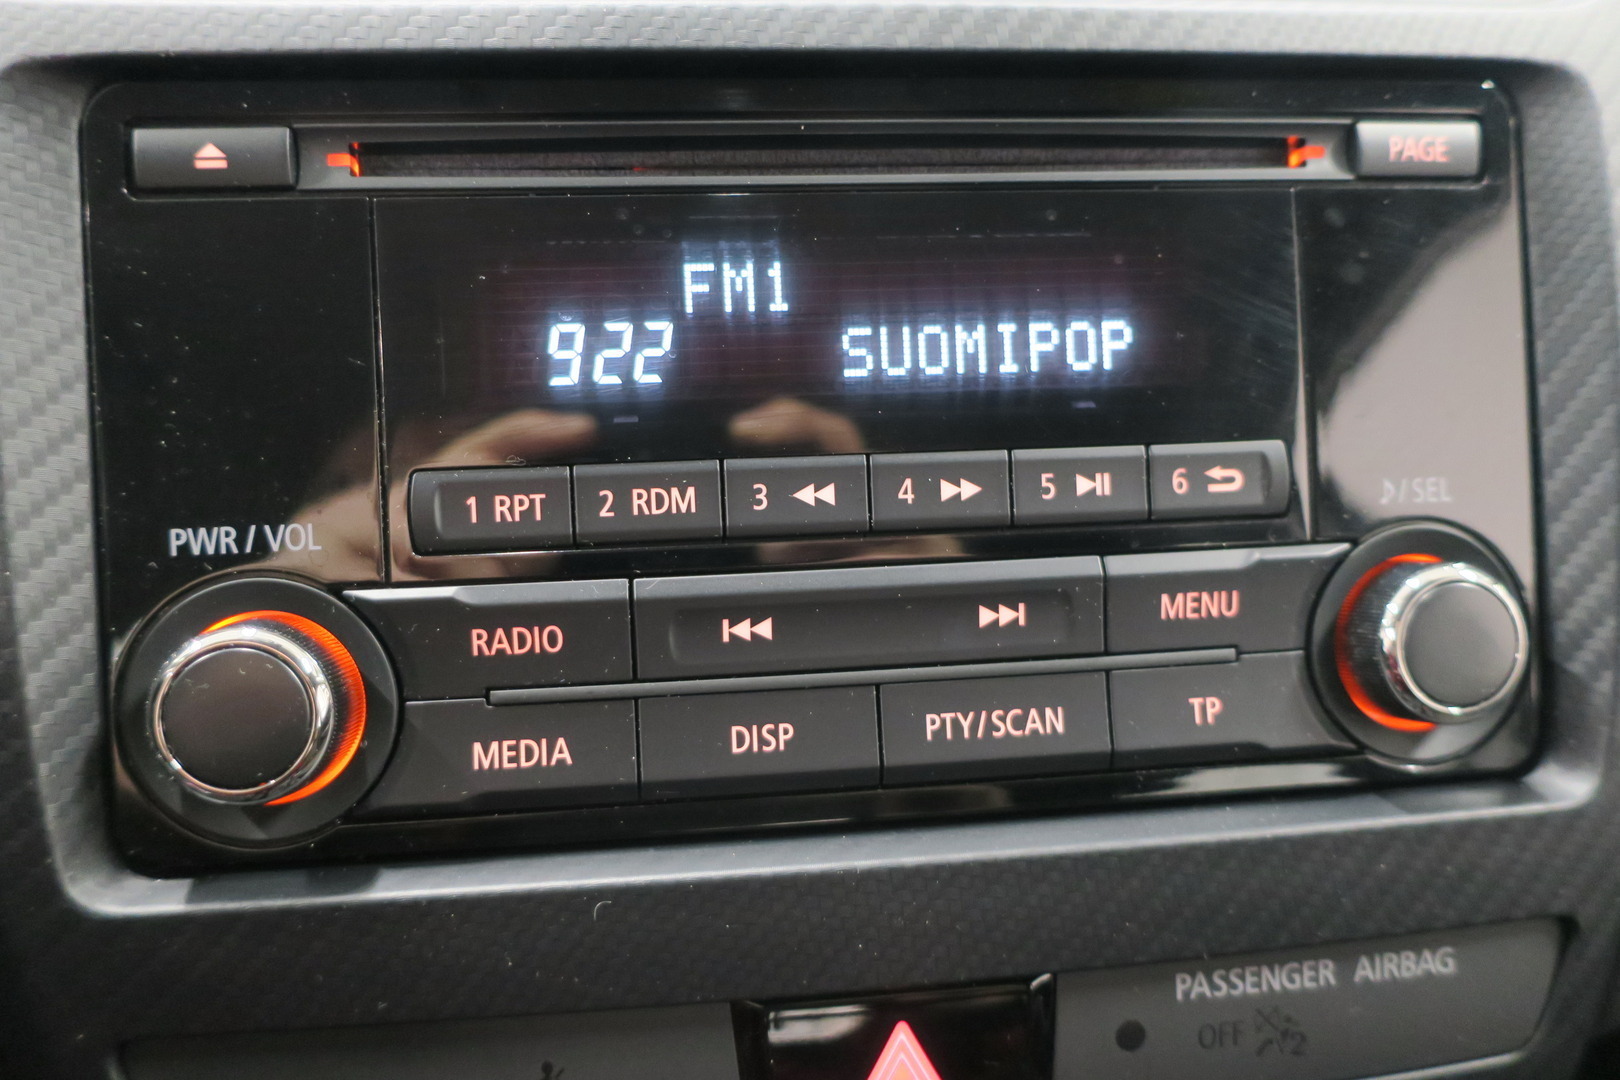 PAGE
FM1
922 SUOMIPOP
1 RPT 2 RDM 3 4 5 6
PWR / VOL
♪/SEL
RADIO MENU
MEDIA DISP PTY/SCAN TP
PASSENGER AIRBAG
OFF